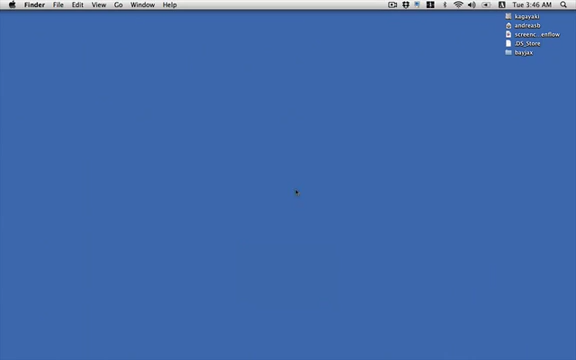 Finder File Edit View Go Window Help A Tue 3:46 AM
kagayaki
andreasb
screenc...enflow
.DS_Store
bayjax